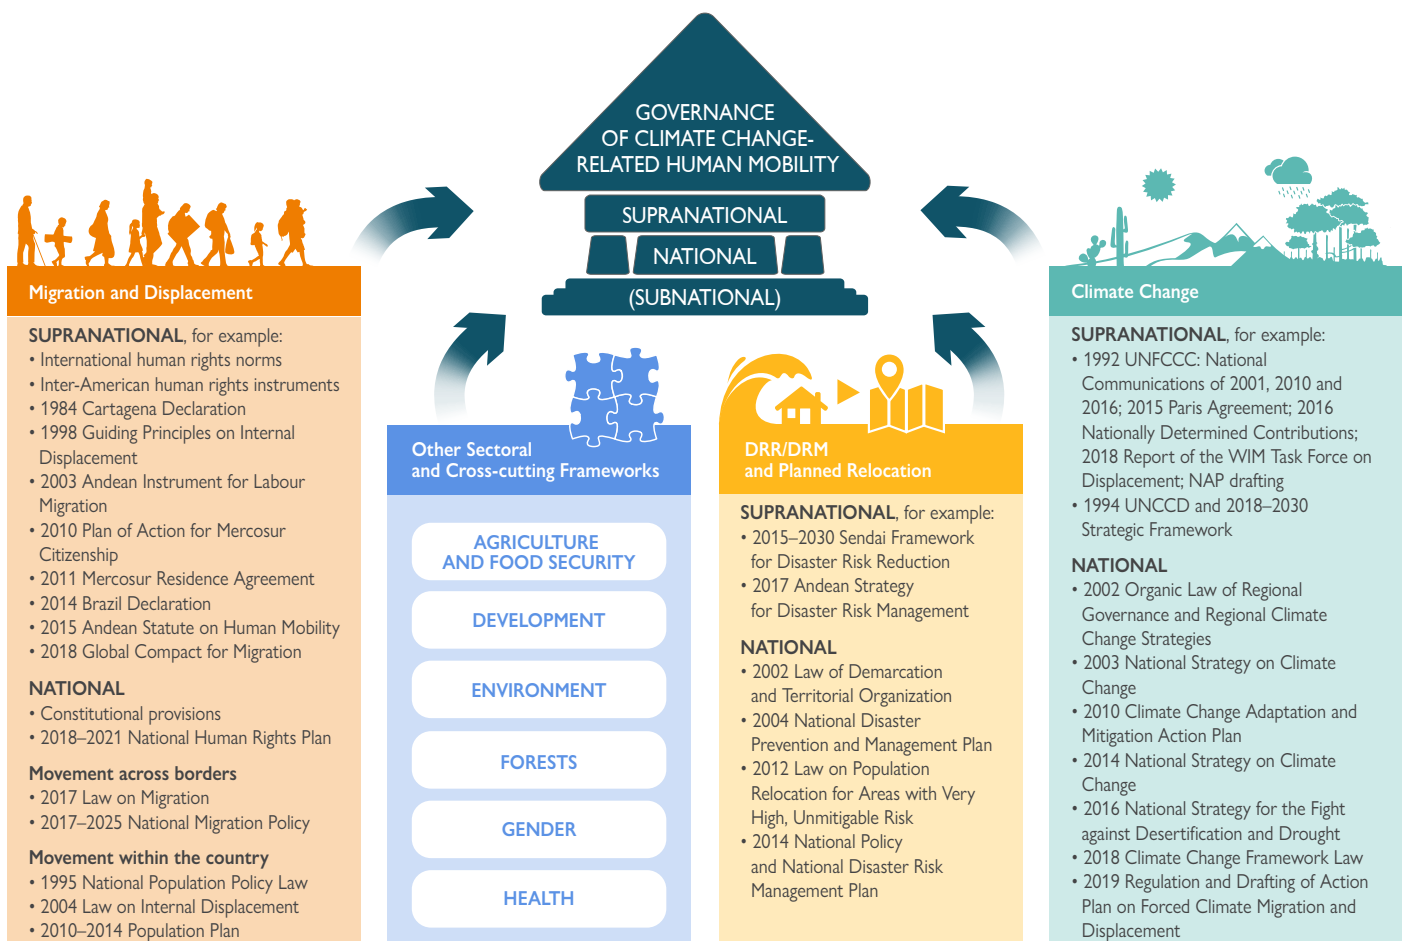 GOVERNANCE
OF CLIMATE CHANGE-
RELATED HUMAN MOBILITY
SUPRANATIONAL
NATIONAL
(SUBNATIONAL)
Migration and Displacement
SUPRANATIONAL, for example:
• International human rights norms
• Inter-American human rights instruments
• 1984 Cartagena Declaration
• 1998 Guiding Principles on Internal
Displacement
• 2003 Andean Instrument for Labour
Migration
• 2010 Plan of Action for Mercosur
Citizenship
• 2011 Mercosur Residence Agreement
• 2014 Brazil Declaration
• 2015 Andean Statute on Human Mobility
• 2018 Global Compact for Migration
NATIONAL
• Constitutional provisions
• 2018–2021 National Human Rights Plan
Movement across borders
• 2017 Law on Migration
• 2017–2025 National Migration Policy
Movement within the country
• 1995 National Population Policy Law
• 2004 Law on Internal Displacement
• 2010–2014 Population Plan
Other Sectoral
and Cross-cutting Frameworks
AGRICULTURE
AND FOOD SECURITY
DEVELOPMENT
ENVIRONMENT
FORESTS
GENDER
HEALTH
DRR/DRM
and Planned Relocation
SUPRANATIONAL, for example:
• 2015–2030 Sendai Framework
for Disaster Risk Reduction
• 2017 Andean Strategy
for Disaster Risk Management
NATIONAL
• 2002 Law of Demarcation
and Territorial Organization
• 2004 National Disaster
Prevention and Management Plan
• 2012 Law on Population
Relocation for Areas with Very
High, Unmitigable Risk
• 2014 National Policy
and National Disaster Risk
Management Plan
Climate Change
SUPRANATIONAL, for example:
• 1992 UNFCCC: National
Communications of 2001, 2010 and
2016; 2015 Paris Agreement; 2016
Nationally Determined Contributions;
2018 Report of the WIM Task Force on
Displacement; NAP drafting
• 1994 UNCCD and 2018–2030
Strategic Framework
NATIONAL
• 2002 Organic Law of Regional
Governance and Regional Climate
Change Strategies
• 2003 National Strategy on Climate
Change
• 2010 Climate Change Adaptation and
Mitigation Action Plan
• 2014 National Strategy on Climate
Change
• 2016 National Strategy for the Fight
against Desertification and Drought
• 2018 Climate Change Framework Law
• 2019 Regulation and Drafting of Action
Plan on Forced Climate Migration and
Displacement